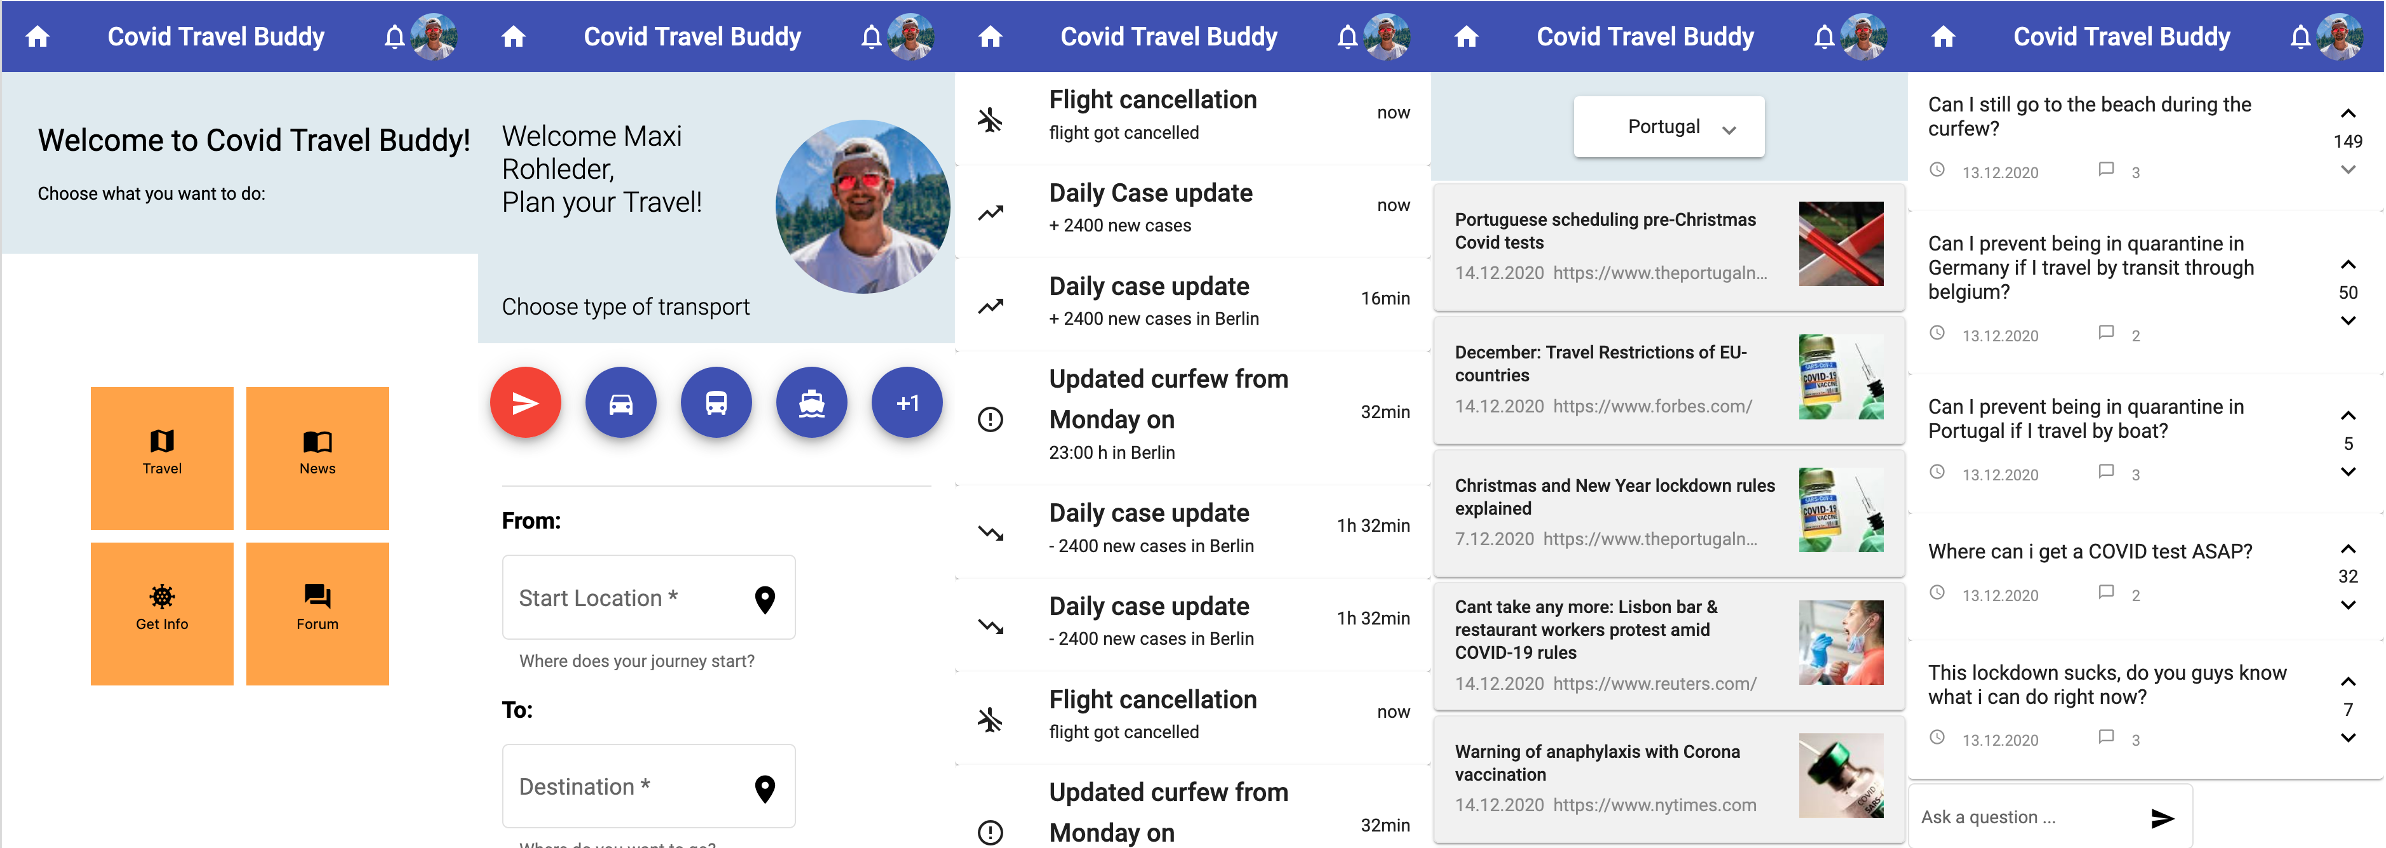 Covid Travel Buddy
Welcome to Covid Travel Buddy!
Choose what you want to do:
Travel
News
Get Info
Forum
Covid Travel Buddy
Welcome Maxi
Rohleder,
Plan your Travel!
Choose type of transport
+1
From:
Start Location *
Where does your journey start?
To:
Destination *
Where do you want to go?
Covid Travel Buddy
Flight cancellation
now
flight got cancelled
Daily Case update
now
+ 2400 new cases
Daily case update
16min
+ 2400 new cases in Berlin
Updated curfew from
Monday on
32min
23:00 h in Berlin
Daily case update
1h 32min
- 2400 new cases in Berlin
Daily case update
1h 32min
- 2400 new cases in Berlin
Flight cancellation
now
flight got cancelled
Updated curfew from
Monday on
32min
Covid Travel Buddy
Portugal
Portuguese scheduling pre-Christmas
Covid tests
14.12.2020 https://www.theportugaln...
December: Travel Restrictions of EU-
countries
14.12.2020 https://www.forbes.com/
COVID-19
VACCINE
Christmas and New Year lockdown rules
explained
7.12.2020 https://www.theportugaln...
COVID-19
VACCINE
Cant take any more: Lisbon bar &
restaurant workers protest amid
COVID-19 rules
14.12.2020 https://www.reuters.com/
Warning of anaphylaxis with Corona
vaccination
14.12.2020 https://www.nytimes.com
Covid Travel Buddy
Can I still go to the beach during the
curfew?
149
13.12.2020 3
Can I prevent being in quarantine in
Germany if I travel by transit through
belgium?
50
13.12.2020 2
Can I prevent being in quarantine in
Portugal if I travel by boat?
5
13.12.2020 3
Where can i get a COVID test ASAP?
32
13.12.2020 2
This lockdown sucks, do you guys know
what i can do right now?
7
13.12.2020 3
Ask a question ...